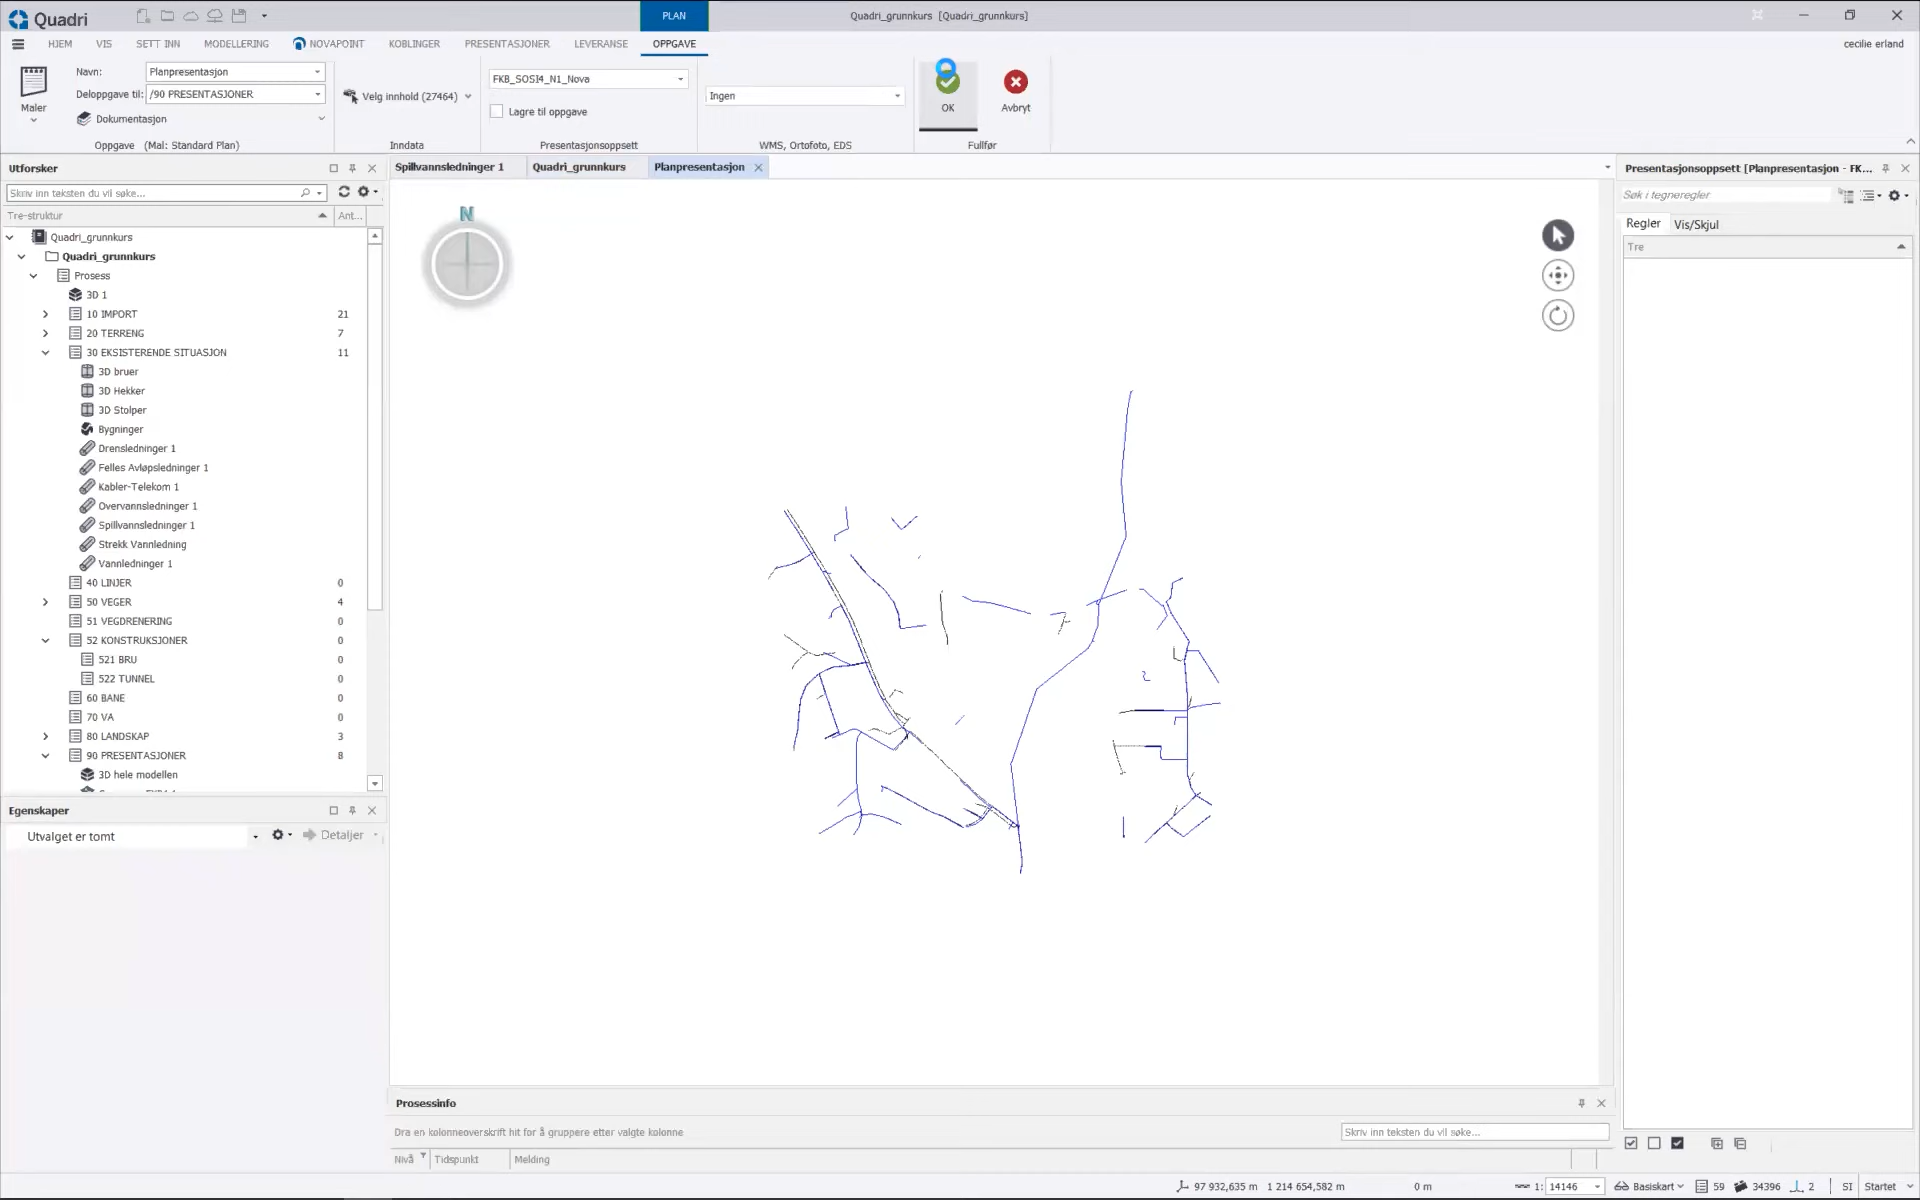 Quadri
PLAN
Quadri_grunnkurs [Quadri_grunnkurs]
HJEM VIS SETT INN MODELLERING NOVAPOINT KOBLINGER PRESENTASJONER LEVERANSE OPPGAVE
cecilie erland
Maler
Navn: Planpresentasjon
Deloppgave til: /90 PRESENTASJONER
Dokumentasjon
Oppgave (Mal: Standard Plan)
Velg innhold (27464)
Inndata
FKB_SOSI4_N1_Nova
Lagre til oppgave
Presentasjonsoppsett
Ingen
WMS, Ortofoto, EDS
OK
Avbryt
Fullfør
Utforsker
Skriv inn teksten du vil søke...
Tre-struktur Ant...
Quadri_grunnkurs
Quadri_grunnkurs
Prosess
3D 1
10 IMPORT 21
20 TERRENG 7
30 EKSISTERENDE SITUASJON 11
3D bruer
3D Hekker
3D Stolper
Bygninger
Drensledninger 1
Felles Avløpsledninger 1
Kabler-Telekom 1
Overvannsledninger 1
Spillvannsledninger 1
Strekk Vannledning
Vannledninger 1
40 LINJER 0
50 VEGER 4
51 VEGDRENERING 0
52 KONSTRUKSJONER 0
521 BRU 0
522 TUNNEL 0
60 BANE 0
70 VA 0
80 LANDSKAP 3
90 PRESENTASJONER 8
3D hele modellen
Egenskaper
Utvalget er tomt
Detaljer
Spillvannsledninger 1 Quadri_grunnkurs Planpresentasjon
N
Presentasjonsoppsett [Planpresentasjon - FK...
Søk i tegneregler
Regler Vis/Skjul
Tre
Prosessinfo
Dra en kolonneoverskrift hit for å gruppere etter valgte kolonne
Skriv inn teksten du vil søke...
Nivå Tidspunkt Melding
97 932,635 m 1 214 654,582 m 0 m 1: 14146 Basiskart 59 34396 2 SI Startet